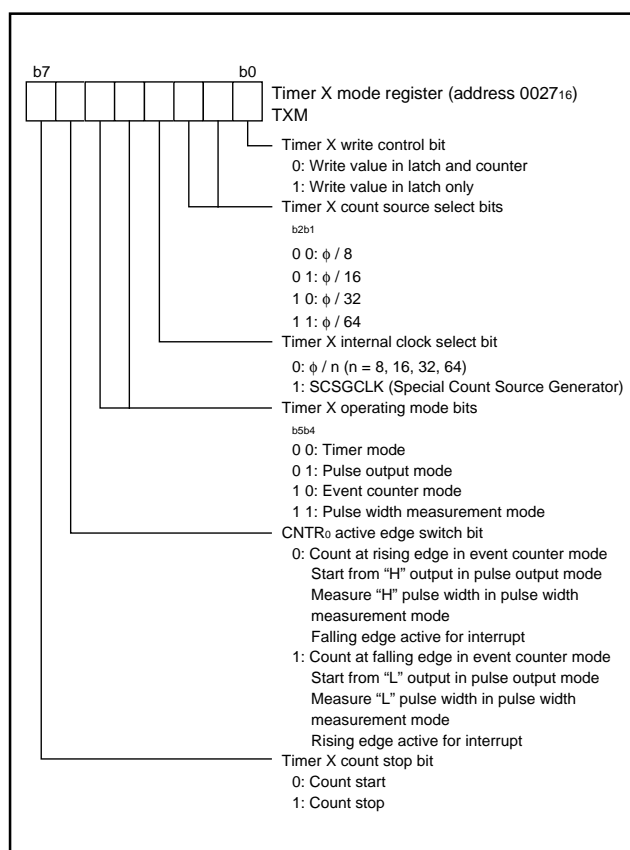 b7 b0
Timer X mode register (address 0027₁₆)
TXM
Timer X write control bit
0: Write value in latch and counter
1: Write value in latch only
Timer X count source select bits
b2b1
0 0: ϕ / 8
0 1: ϕ / 16
1 0: ϕ / 32
1 1: ϕ / 64
Timer X internal clock select bit
0: ϕ / n (n = 8, 16, 32, 64)
1: SCSGCLK (Special Count Source Generator)
Timer X operating mode bits
b5b4
0 0: Timer mode
0 1: Pulse output mode
1 0: Event counter mode
1 1: Pulse width measurement mode
CNTR₀ active edge switch bit
0: Count at rising edge in event counter mode
Start from “H” output in pulse output mode
Measure “H” pulse width in pulse width
measurement mode
Falling edge active for interrupt
1: Count at falling edge in event counter mode
Start from “L” output in pulse output mode
Measure “L” pulse width in pulse width
measurement mode
Rising edge active for interrupt
Timer X count stop bit
0: Count start
1: Count stop